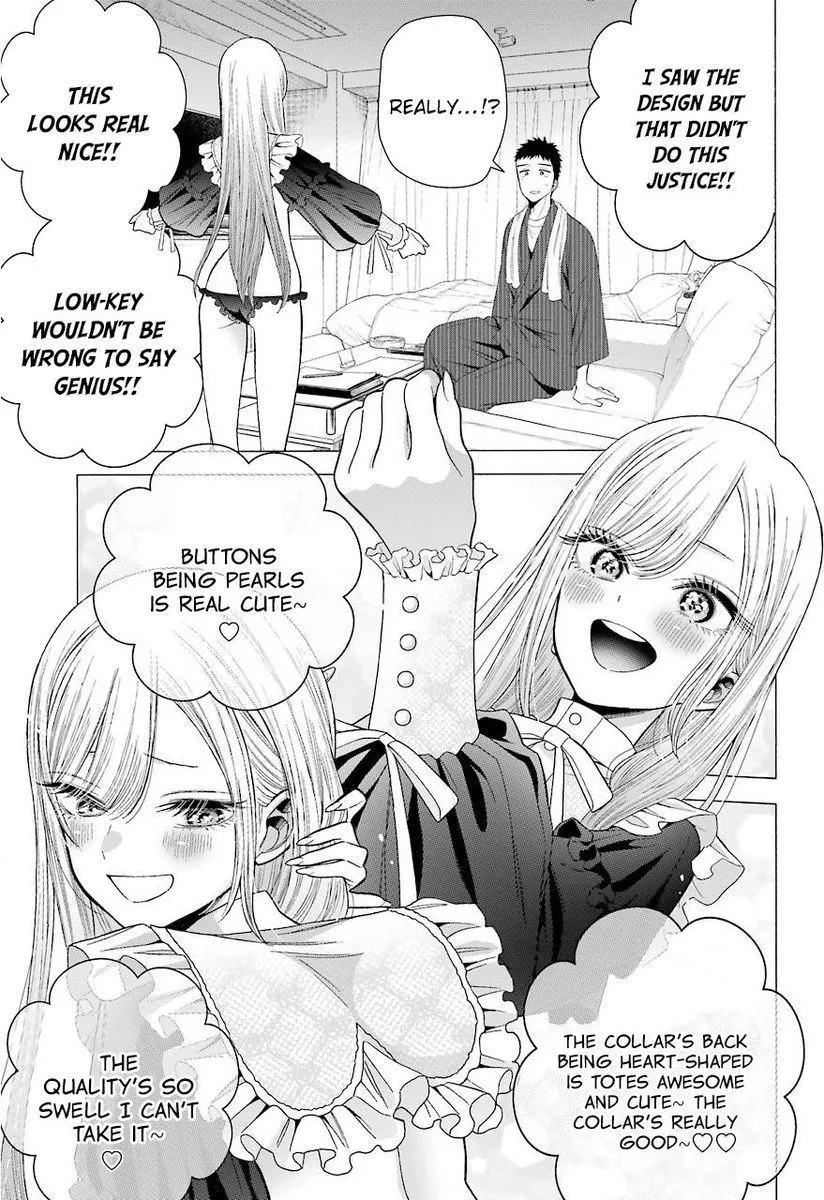 I SAW THE
DESIGN BUT
THAT DIDN'T
DO THIS
JUSTICE!!
REALLY...!?
THIS
LOOKS REAL
NICE!!
LOW-KEY
WOULDN'T BE
WRONG TO SAY
GENIUS!!
BUTTONS
BEING PEARLS
IS REAL CUTE~
♡
THE COLLAR'S BACK
BEING HEART-SHAPED
IS TOTES AWESOME
AND CUTE~ THE
COLLAR'S REALLY
GOOD~♡♡
THE
QUALITY'S SO
SWELL I CAN'T
TAKE IT~
♡